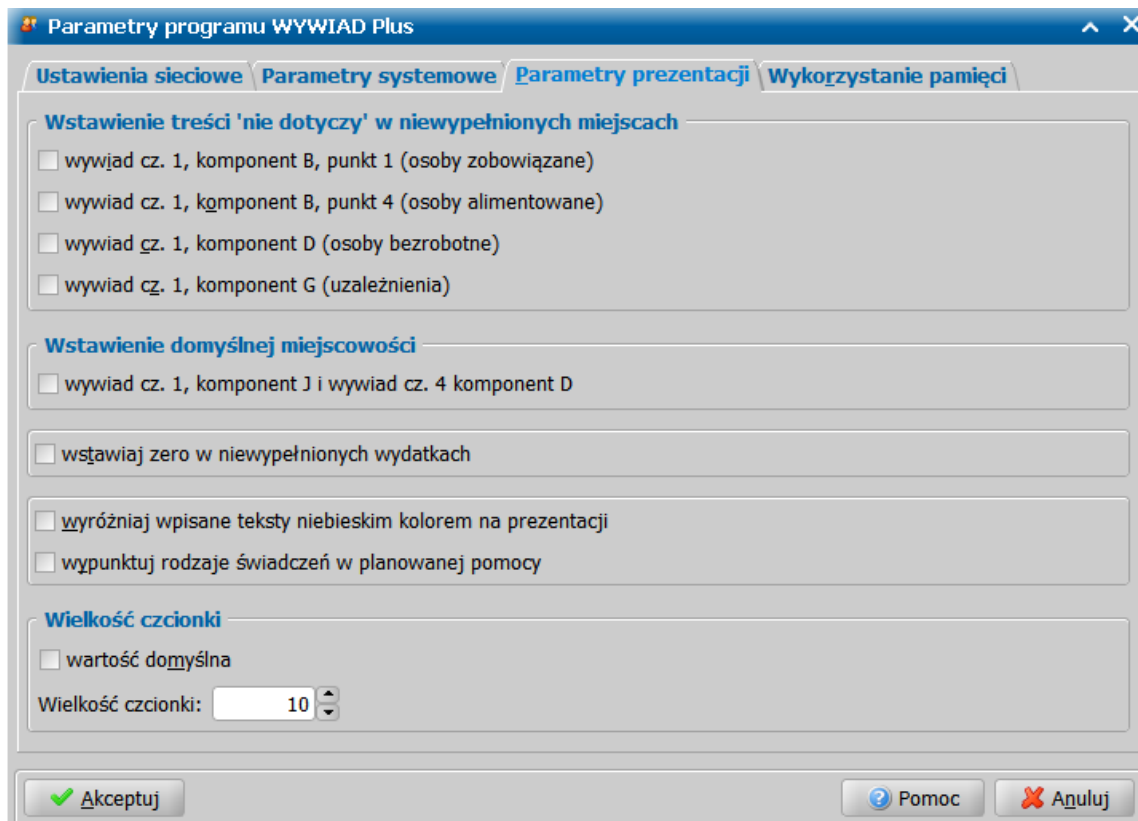 Parametry programu WYWIAD Plus
Ustawienia sieciowe Parametry systemowe Parametry prezentacji Wykorzystanie pamięci
Wstawienie treści 'nie dotyczy' w niewypełnionych miejscach
wywiad cz. 1, komponent B, punkt 1 (osoby zobowiązane)
wywiad cz. 1, komponent B, punkt 4 (osoby alimentowane)
wywiad cz. 1, komponent D (osoby bezrobotne)
wywiad cz. 1, komponent G (uzależnienia)
Wstawienie domyślnej miejscowości
wywiad cz. 1, komponent J i wywiad cz. 4 komponent D
wstawiaj zero w niewypełnionych wydatkach
wyróżniaj wpisane teksty niebieskim kolorem na prezentacji
wypunktuj rodzaje świadczeń w planowanej pomocy
Wielkość czcionki
wartość domyślna
Wielkość czcionki: 10
Akceptuj Pomoc Anuluj